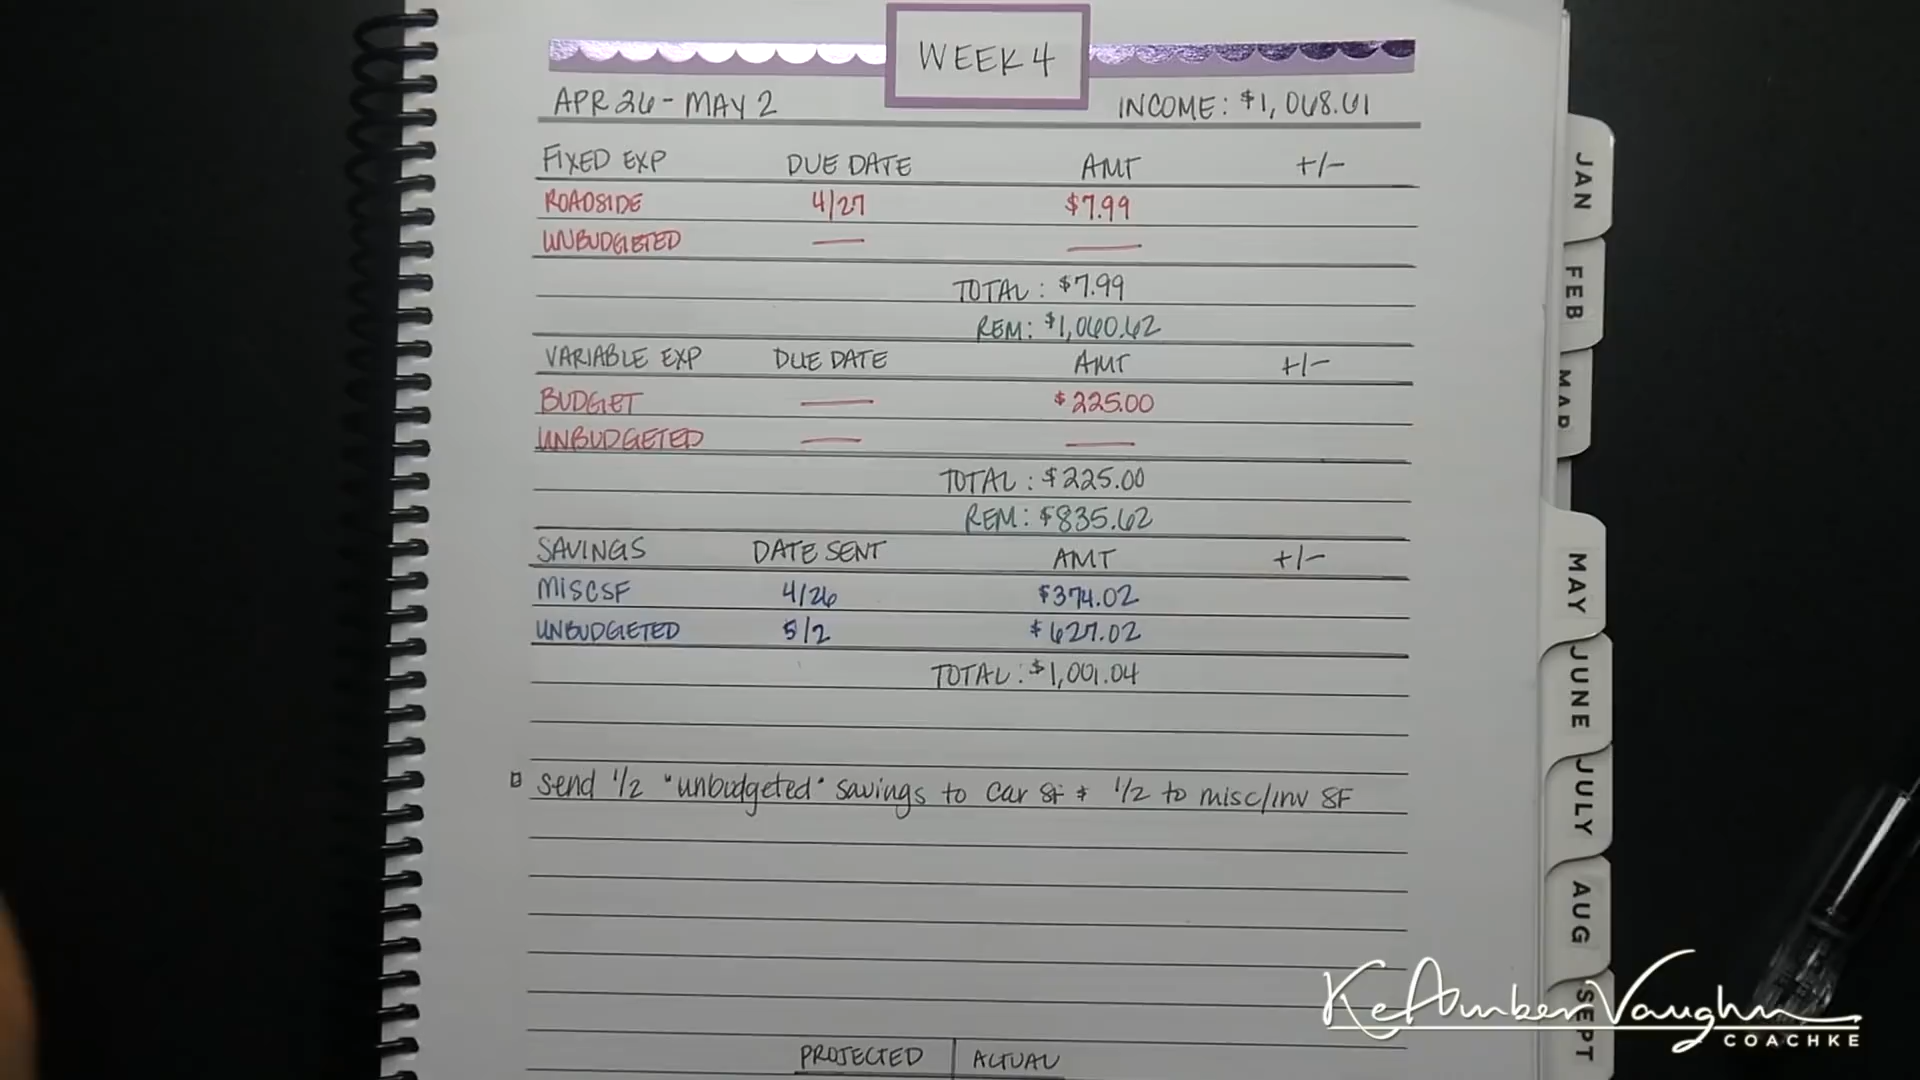 WEEK 4
APR 26 - MAY 2 INCOME: $1,068.61
FIXED EXP DUE DATE AMT +/-
ROADSIDE 4/27 $7.99
UNBUDGETED — —
TOTAL: $7.99
REM: $1,060.62
VARIABLE EXP DUE DATE AMT +/-
BUDGET — $225.00
UNBUDGETED — —
TOTAL: $225.00
REM: $835.62
SAVINGS DATE SENT AMT +/-
MISCSF 4/26 $374.02
UNBUDGETED 5/2 $627.02
TOTAL: $1,001.04
send 1/2 "unbudgeted" savings to car SF & 1/2 to misc/inv SF
PROJECTED ACTUAL
JAN
FEB
MAR
MAY
JUNE
JULY
AUG
SEPT
KeAmber Vaughn
COACHKE